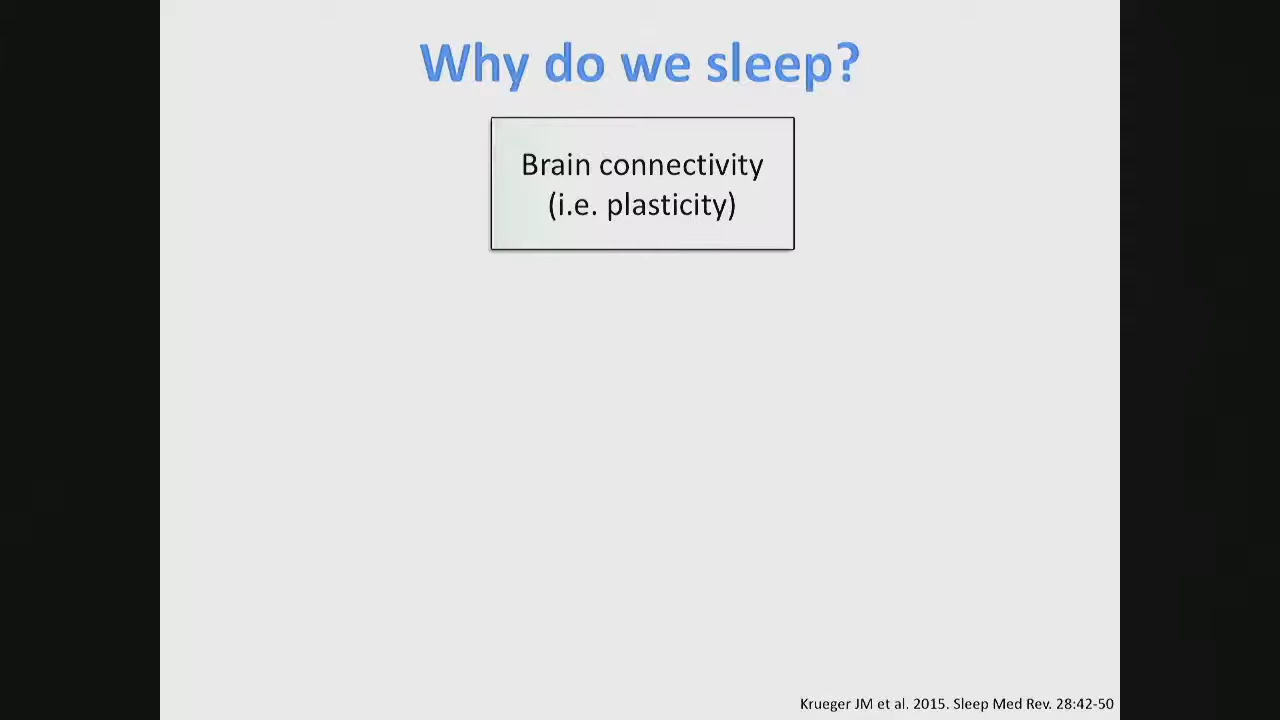 Why do we sleep?
Brain connectivity
(i.e. plasticity)
Krueger JM et al. 2015. Sleep Med Rev. 28:42-50